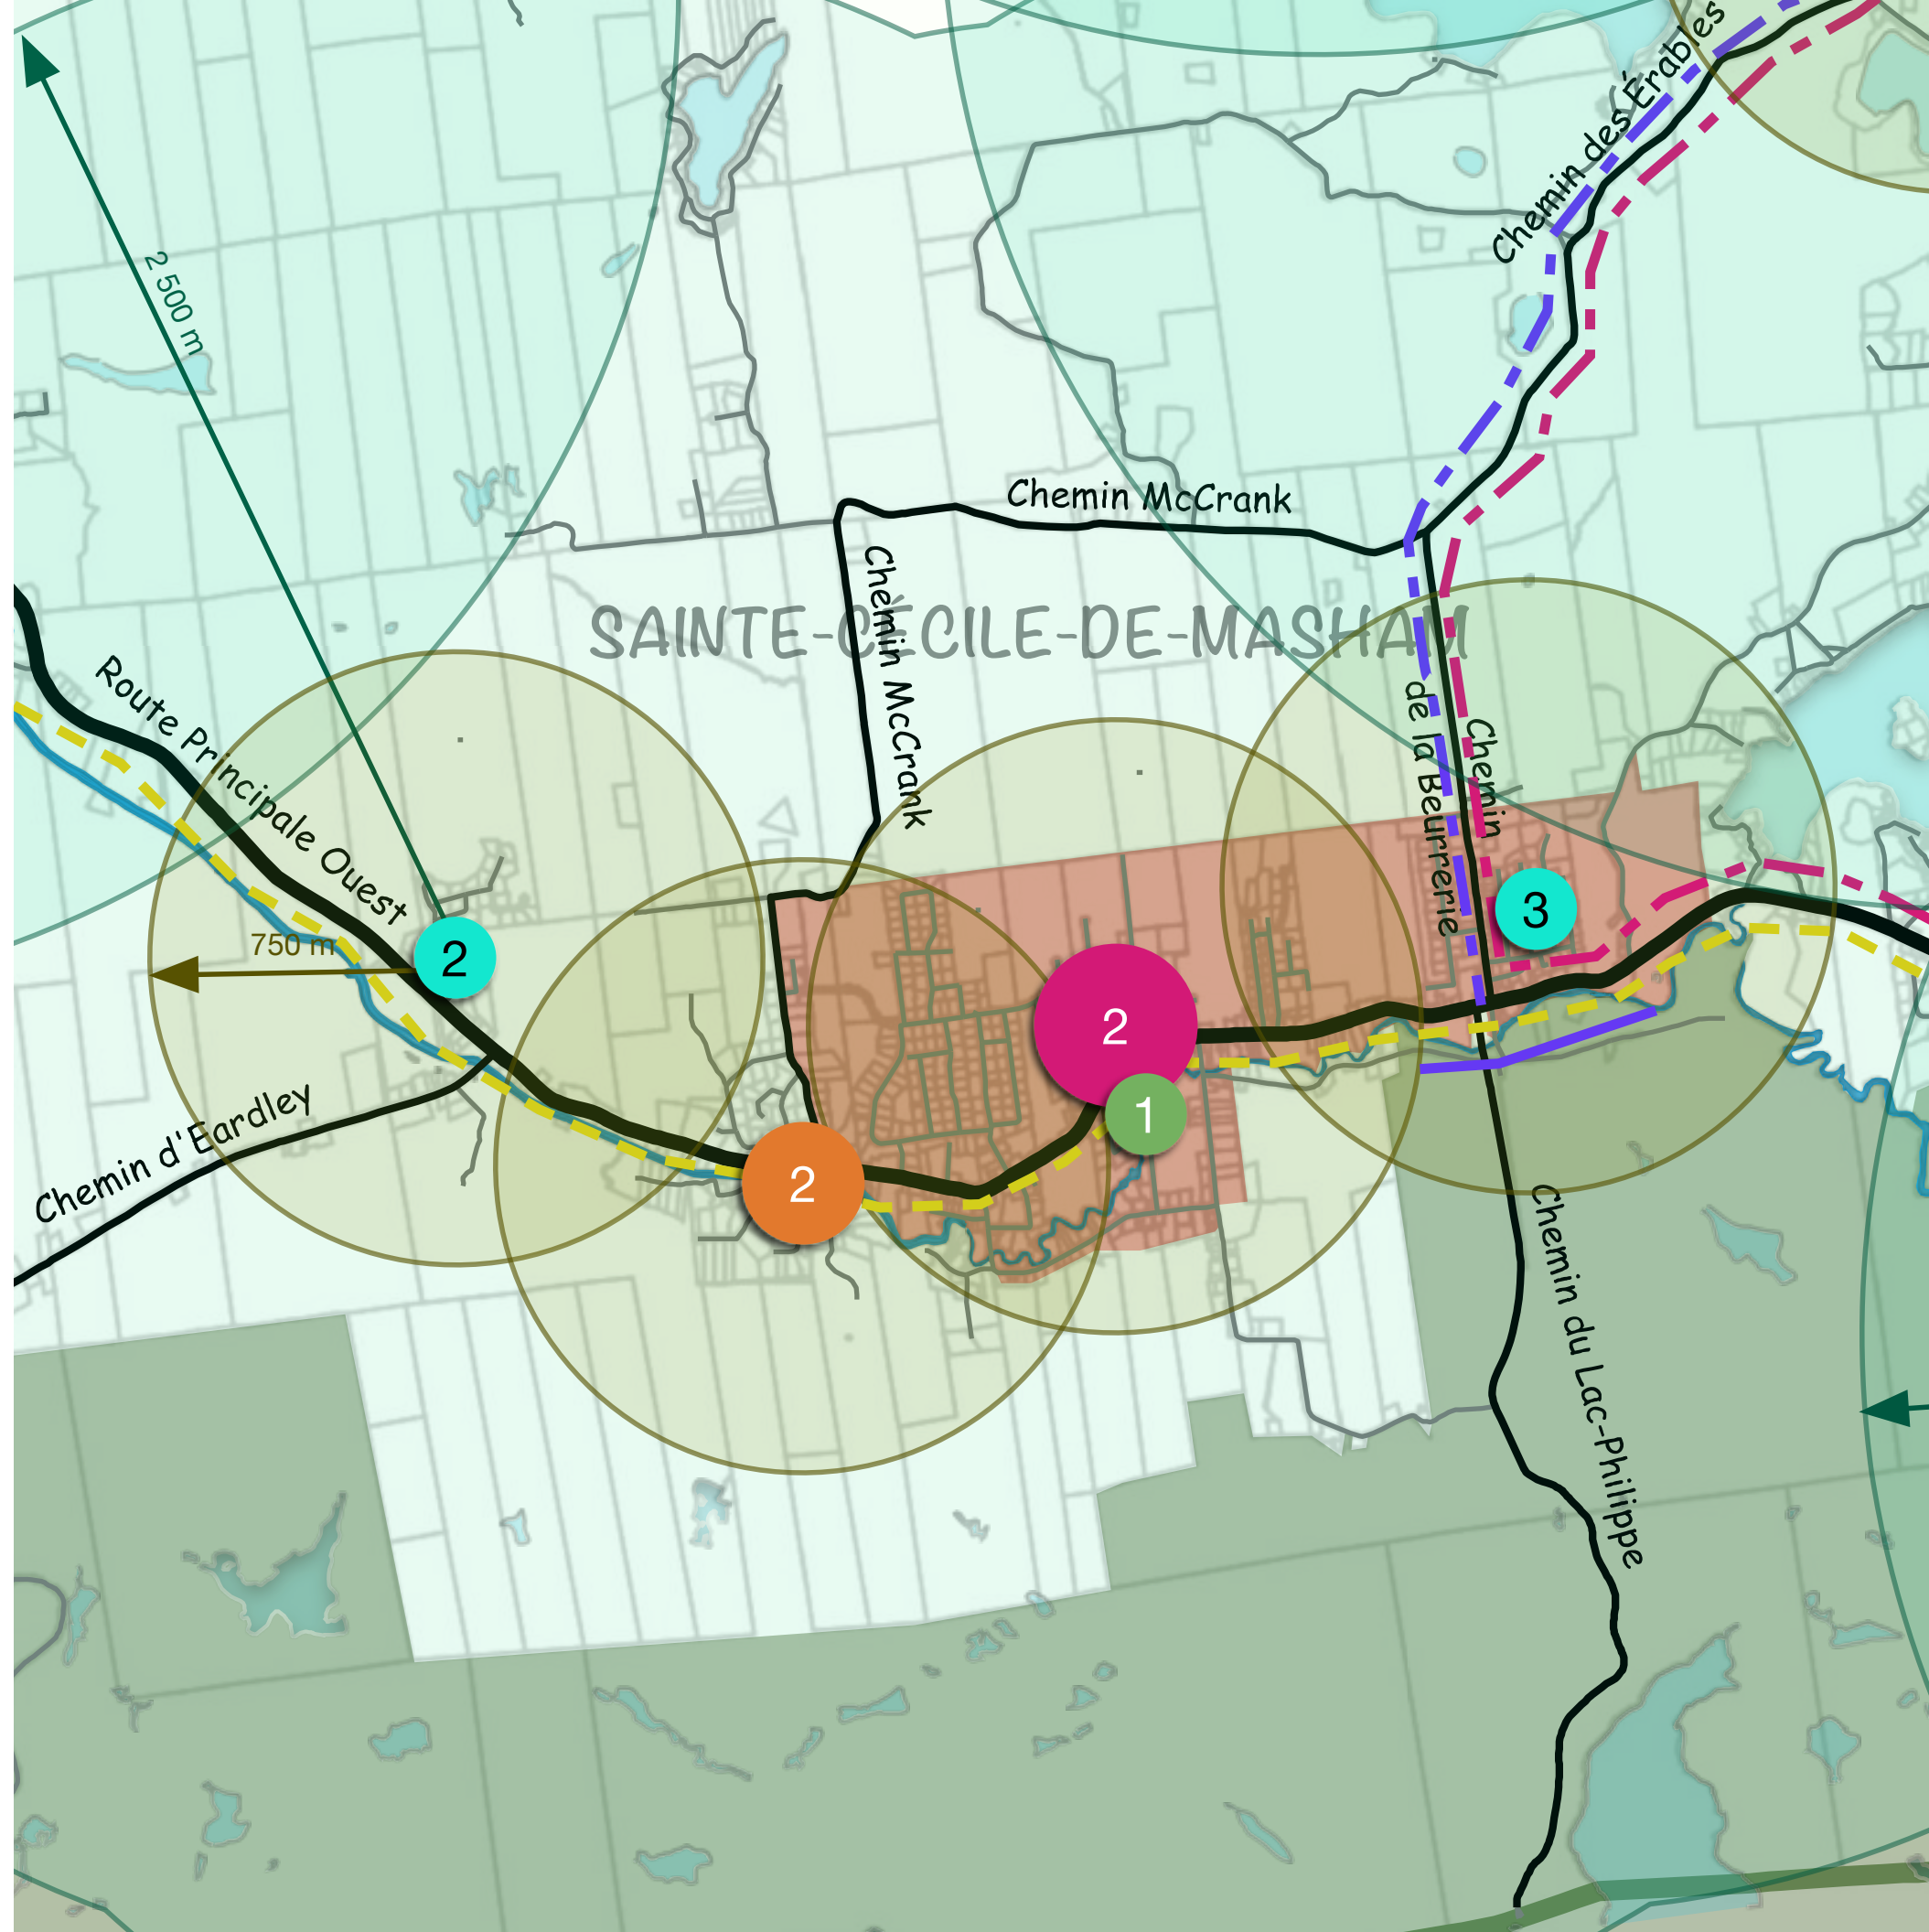 Chemin des Érables
2 500 m
Chemin McCrank
Chemin McCrank
SAINTE-CÉCILE-DE-MASHAM
Route Principale Ouest
Chemin
de la Beurrerie
3
750 m
2
2
1
Chemin d'Eardley
2
Chemin du Lac-Philippe